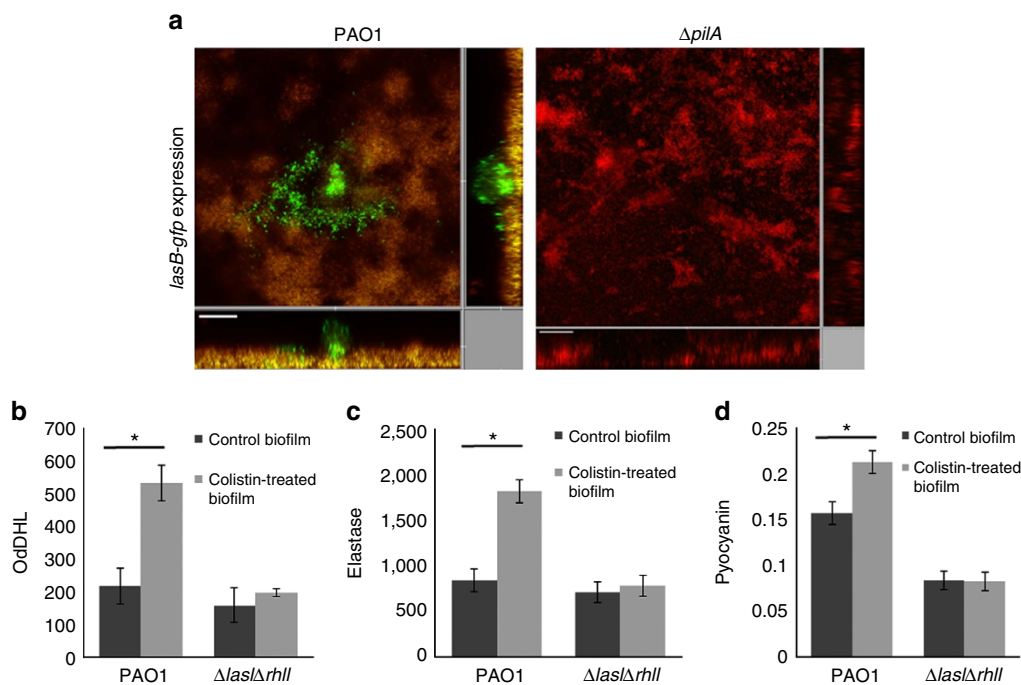 a
PAO1
ΔpilA
lasB-gfp expression
b
700
600
500
400
300
200
100
0
OdDHL
*
Control biofilm
Colistin-treated
biofilm
PAO1
ΔlasIΔrhlI
c
2,500
2,000
1,500
1,000
500
0
Elastase
*
Control biofilm
Colistin-treated
biofilm
PAO1
ΔlasIΔrhlI
d
0.25
0.2
0.15
0.1
0.05
0
Pyocyanin
*
Control biofilm
Colistin-treated
biofilm
PAO1
ΔlasIΔrhlI